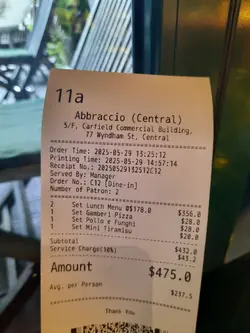 11a
Abbraccio (Central)
5/F, Carfield Commercial Building,
77 Wyndham St, Central
Order Time: 2025-05-29 13:25:12
Printing Time: 2025-05-29 14:57:14
Receipt No.: 20250529132512C12
Served By: Manager
Order No.: C12 [Dine-in]
Number of Patron: 2
2 Set Lunch Menu @$178.0 $356.0
1 Set Gamberi Pizza $28.0
1 Set Pollo e Funghi $28.0
1 Set Mini Tiramisu $20.0
Subtotal $432.0
Service Charge(10%) $43.2
Amount $475.0
Avg. per Person $237.5
Thank You